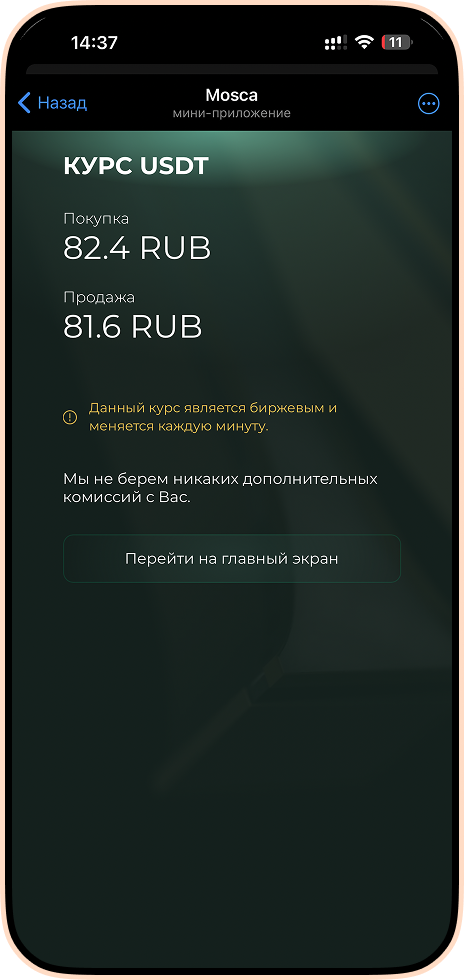 14:37
11
Назад
Mosca
мини-приложение
КУРС USDT
Покупка
82.4 RUB
Продажа
81.6 RUB
Данный курс является биржевым и
меняется каждую минуту.
Мы не берем никаких дополнительных
комиссий с Вас.
Перейти на главный экран